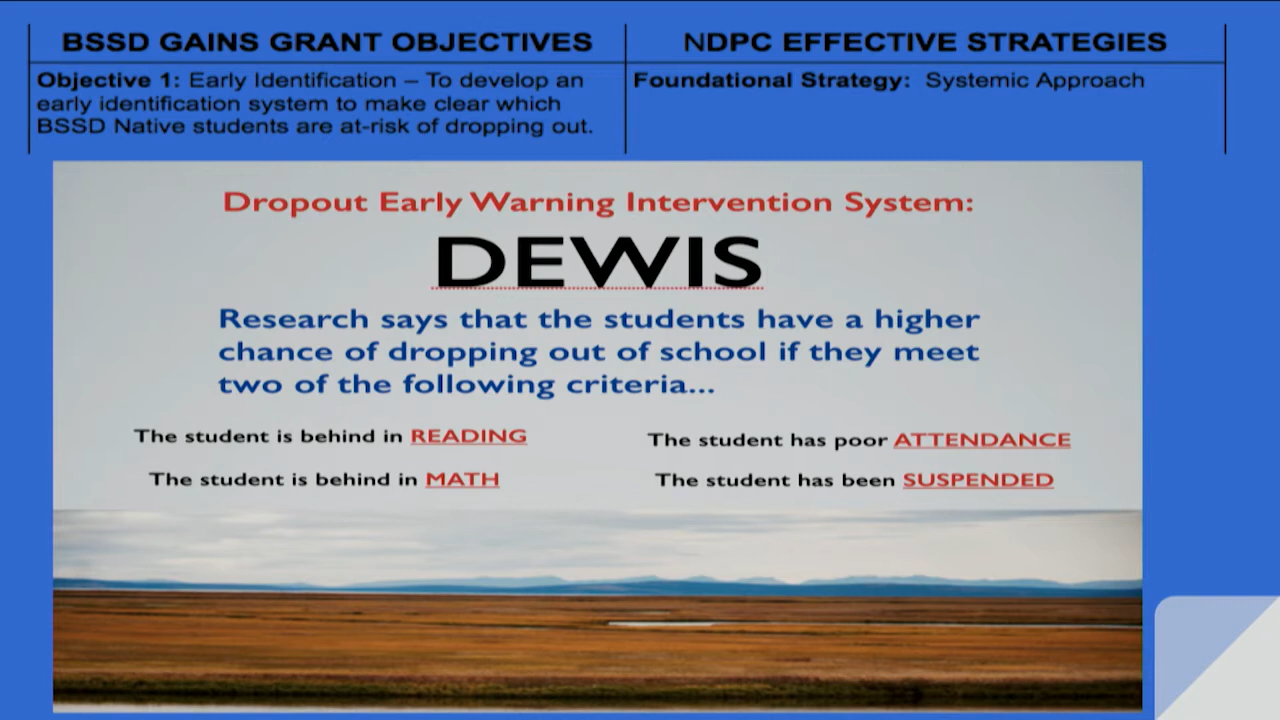 BSSD GAINS GRANT OBJECTIVES
NDPC EFFECTIVE STRATEGIES
Objective 1: Early Identification – To develop an
early identification system to make clear which
BSSD Native students are at-risk of dropping out.
Foundational Strategy: Systemic Approach
Dropout Early Warning Intervention System:
DEWIS
Research says that the students have a higher
chance of dropping out of school if they meet
two of the following criteria...
The student is behind in READING
The student has poor ATTENDANCE
The student is behind in MATH
The student has been SUSPENDED